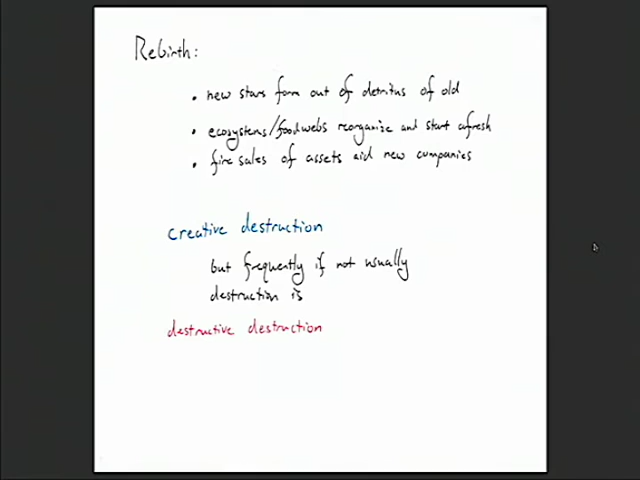 Rebirth:
• new stars form out of detritus of old
• ecosystems/foodwebs reorganize and start afresh
• fire sales of assets aid new companies
creative destruction
but frequently if not usually
destruction is
destructive destruction